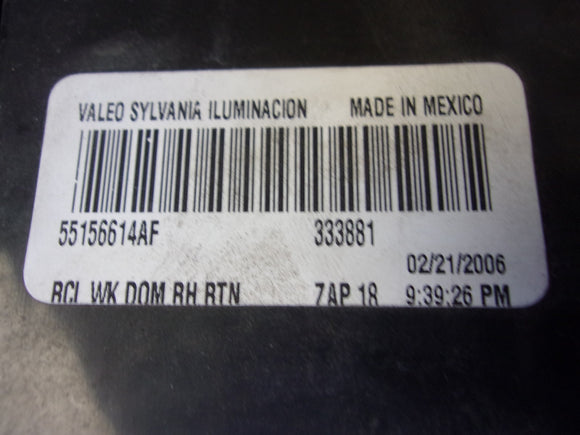 VALEO SYLVANIA ILUMINACION MADE IN MEXICO
55156614AF 333881
02/21/2006
RCL WK DOM RH RTN 7AP 18 9:39:26 PM